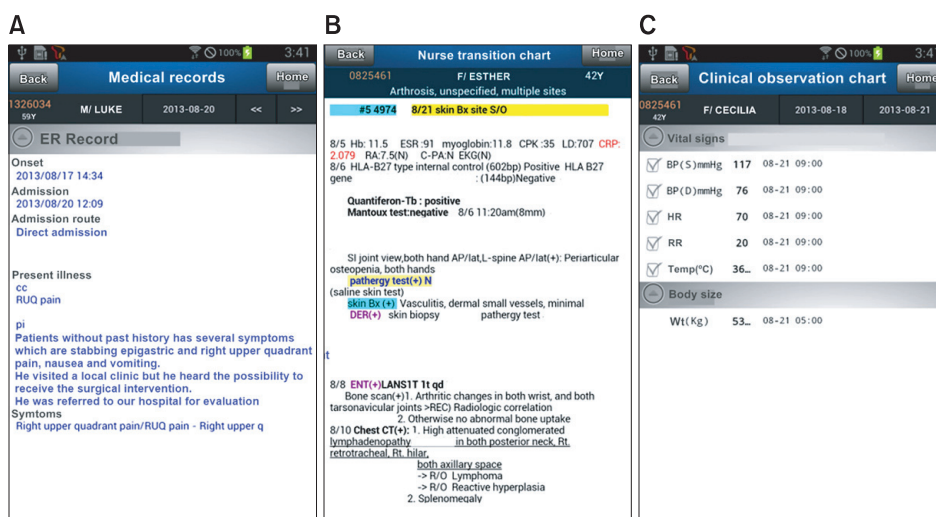 A
100%
3:41
Back
Medical records
Home
1326034
59Y
M/ LUKE
2013-08-20
<<
>>
ER Record
Onset
2013/08/17 14:34
Admission
2013/08/20 12:09
Admission route
Direct admission
Present illness
cc
RUQ pain
pi
Patients without past history has several symptoms
which are stabbing epigastric and right upper quadrant
pain, nausea and vomiting.
He visited a local clinic but he heard the possibility to
receive the surgical intervention.
He was referred to our hospital for evaluation
Symtoms
Right upper quadrant pain/RUQ pain - Right upper q
B
Back
Nurse transition chart
Home
0825461
F/ ESTHER
42Y
Arthrosis, unspecified, multiple sites
#5 4974 8/21 skin Bx site S/O
8/5 Hb: 11.5 ESR :91 myoglobin:11.8 CPK :35 LD:707 CRP:
2.079 RA:7.5(N) C-PA:N EKG(N)
8/6 HLA-B27 type internal control (602bp) Positive HLA B27
gene : (144bp)Negative
Quantiferon-Tb : positive
Mantoux test:negative 8/6 11:20am(8mm)
SI joint view,both hand AP/lat,L-spine AP/lat(+): Periarticular
osteopenia, both hands
pathergy test(+) N
(saline skin test)
skin Bx (+) Vasculitis, dermal small vessels, minimal
DER(+) skin biopsy pathergy test
t
8/8 ENT(+)LANS1T 1t qd
Bone scan(+)1. Arthritic changes in both wrist, and both
tarsonavicular joints >REC) Radiologic correlation
2. Otherwise no abnormal bone uptake
8/10 Chest CT(+): 1. High attenuated conglomerated
lymphadenopathy in both posterior neck, Rt.
retrotracheal, Rt. hilar,
both axillary space
-> R/O Lymphoma
-> R/O Reactive hyperplasia
2. Splenomegaly
C
100%
3:4
Back
Clinical observation chart
Home
0825461
42Y
F/ CECILIA
2013-08-18
2013-08-21
Vital signs
BP(S)mmHg 117 08-21 09:00
BP(D)mmHg 76 08-21 09:00
HR 70 08-21 09:00
RR 20 08-21 09:00
Temp(ºC) 36... 08-21 09:00
Body size
Wt(Kg) 53... 08-21 05:00